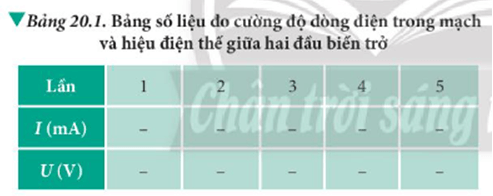 ▼Bảng 20.1. Bảng số liệu đo cường độ dòng điện trong mạch
và hiệu điện thế giữa hai đầu biến trở
Lần 1 2 3 4 5
I (mA) – – – – –
U (V) – – – – –
Chân trời sáng